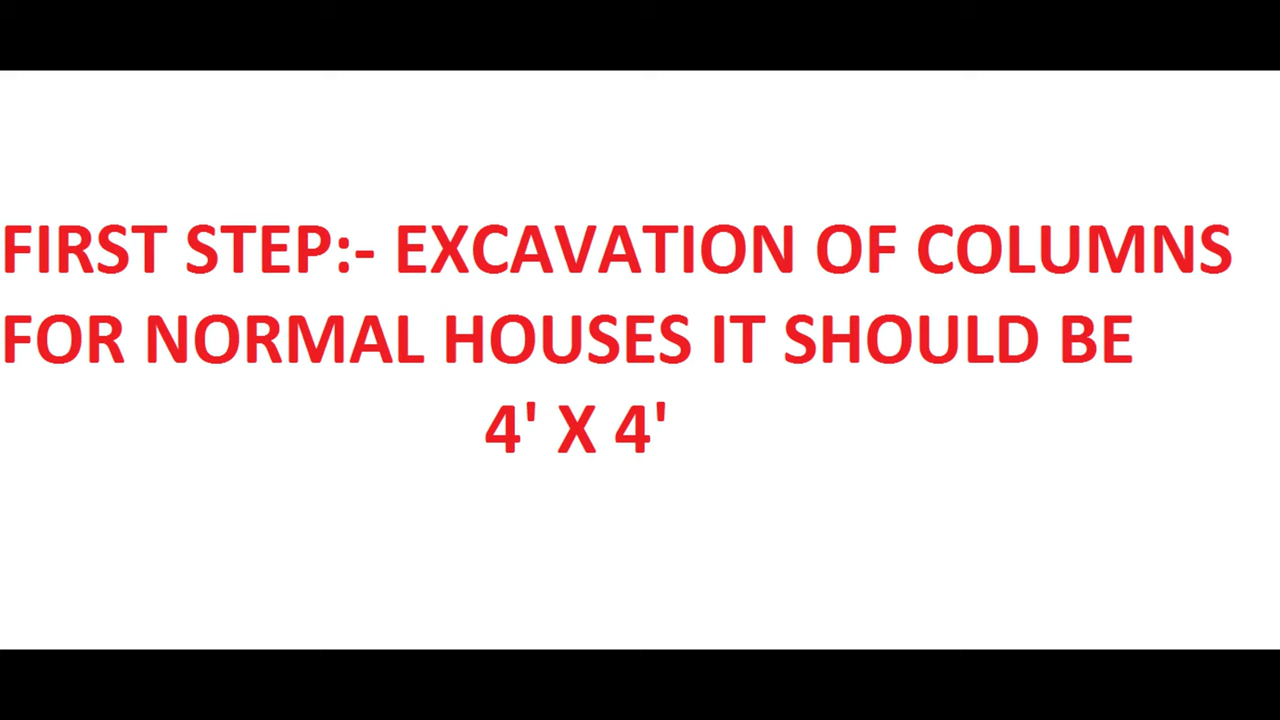 FIRST STEP:- EXCAVATION OF COLUMNS
FOR NORMAL HOUSES IT SHOULD BE
4' X 4'